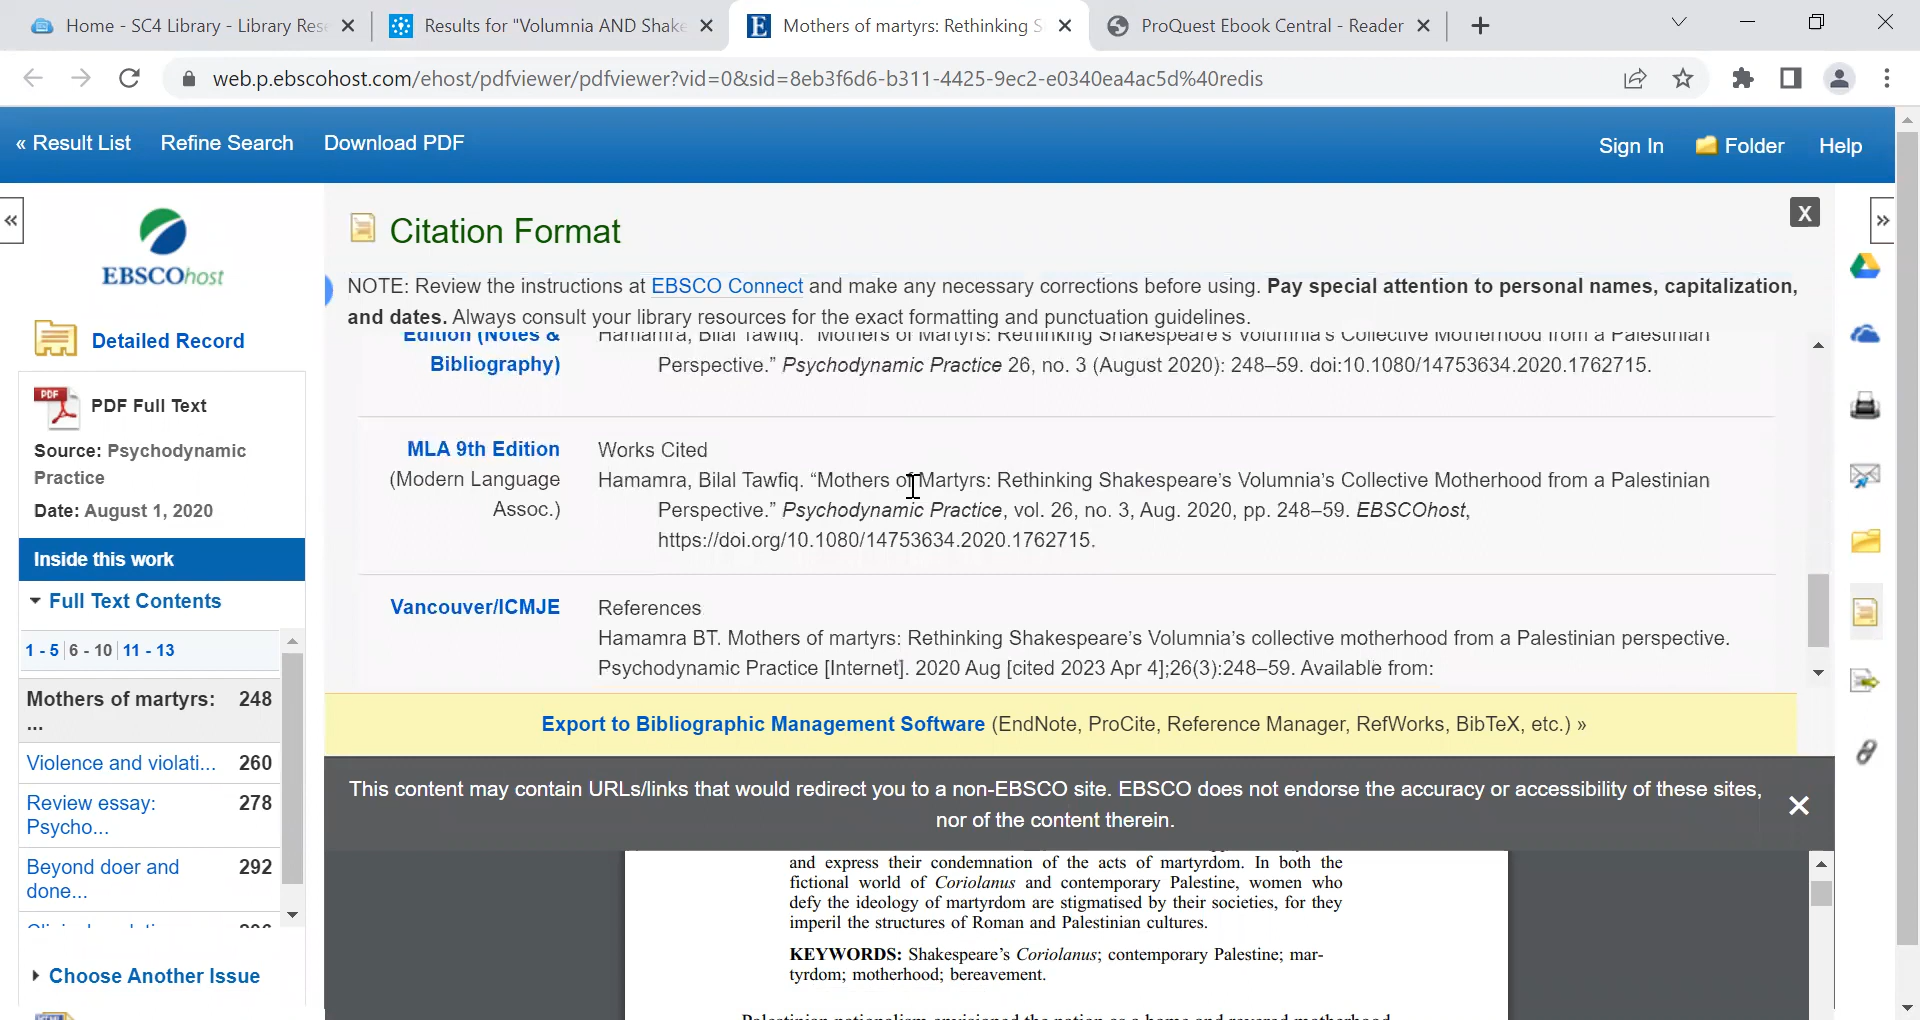 Home - SC4 Library - Library Res
Results for "Volumnia AND Shake
Mothers of martyrs: Rethinking S
ProQuest Ebook Central - Reader
web.p.ebscohost.com/ehost/pdfviewer/pdfviewer?vid=0&sid=8eb3f6d6-b311-4425-9ec2-e0340ea4ac5d%40redis
« Result List Refine Search Download PDF
Sign In Folder Help
EBSCOhost
Detailed Record
PDF Full Text
Source: Psychodynamic
Practice
Date: August 1, 2020
Inside this work
Full Text Contents
1 - 5 | 6 - 10 | 11 - 13
Mothers of martyrs: 248
...
Violence and violati... 260
Review essay: 278
Psycho...
Beyond doer and 292
done...
Choose Another Issue
Citation Format
X
NOTE: Review the instructions at EBSCO Connect and make any necessary corrections before using. Pay special attention to personal names, capitalization,
and dates. Always consult your library resources for the exact formatting and punctuation guidelines.
Edition (Notes & Hamamra, Bilal Tawfiq. “Mothers of Martyrs: Rethinking Shakespeare’s Volumnia’s Collective Motherhood from a Palestinian
Bibliography) Perspective.” Psychodynamic Practice 26, no. 3 (August 2020): 248–59. doi:10.1080/14753634.2020.1762715.
MLA 9th Edition Works Cited
(Modern Language Hamamra, Bilal Tawfiq. “Mothers of Martyrs: Rethinking Shakespeare’s Volumnia’s Collective Motherhood from a Palestinian
Assoc.) Perspective.” Psychodynamic Practice, vol. 26, no. 3, Aug. 2020, pp. 248–59. EBSCOhost,
https://doi.org/10.1080/14753634.2020.1762715.
Vancouver/ICMJE References
Hamamra BT. Mothers of martyrs: Rethinking Shakespeare’s Volumnia’s collective motherhood from a Palestinian perspective.
Psychodynamic Practice [Internet]. 2020 Aug [cited 2023 Apr 4];26(3):248–59. Available from:
Export to Bibliographic Management Software (EndNote, ProCite, Reference Manager, RefWorks, BibTeX, etc.) »
This content may contain URLs/links that would redirect you to a non-EBSCO site. EBSCO does not endorse the accuracy or accessibility of these sites,
nor of the content therein.
and express their condemnation of the acts of martyrdom. In both the
fictional world of Coriolanus and contemporary Palestine, women who
defy the ideology of martyrdom are stigmatised by their societies, for they
imperil the structures of Roman and Palestinian cultures.
KEYWORDS: Shakespeare’s Coriolanus; contemporary Palestine; mar-
tyrdom; motherhood; bereavement.